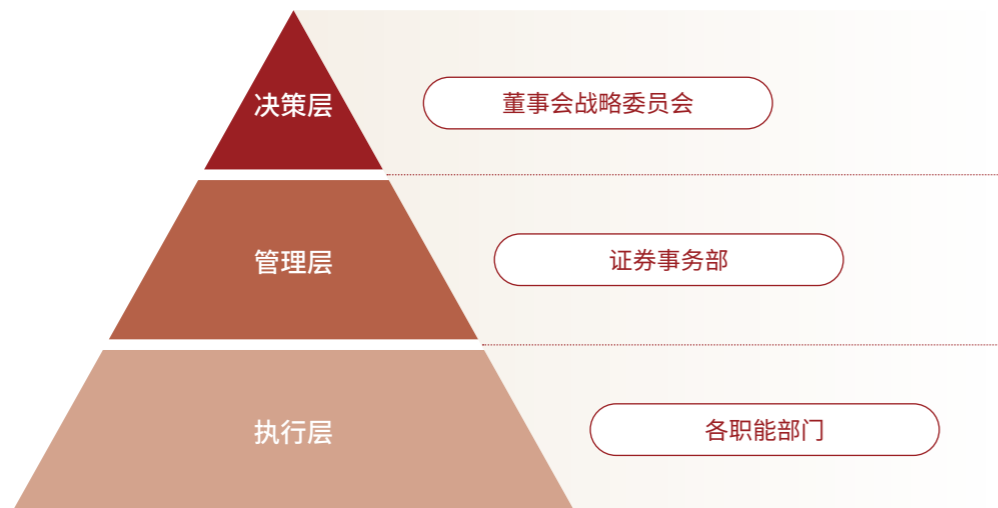 决策层
董事会战略委员会
管理层
证券事务部
执行层
各职能部门